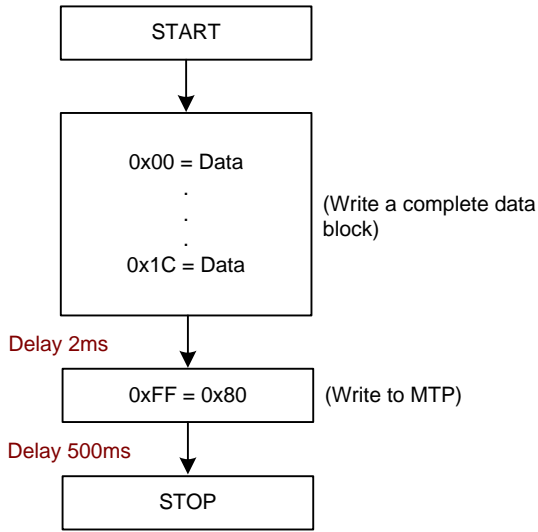 START
0x00 = Data
.
.
.
0x1C = Data
(Write a complete data
block)
Delay 2ms
0xFF = 0x80
(Write to MTP)
Delay 500ms
STOP